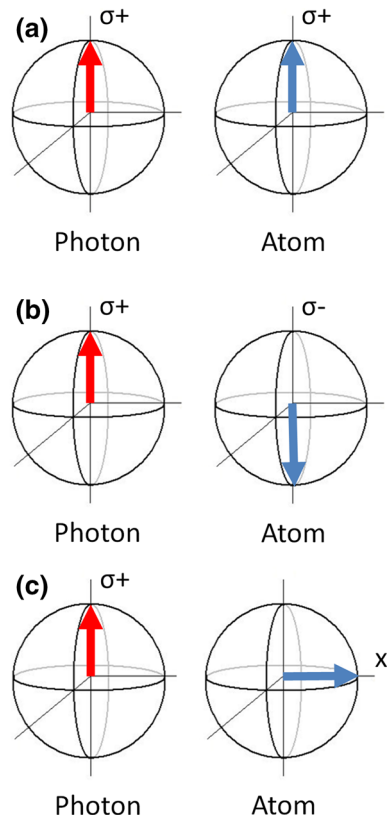 (a) σ+ σ+
Photon Atom
(b) σ+ σ-
Photon Atom
(c) σ+
x
Photon Atom